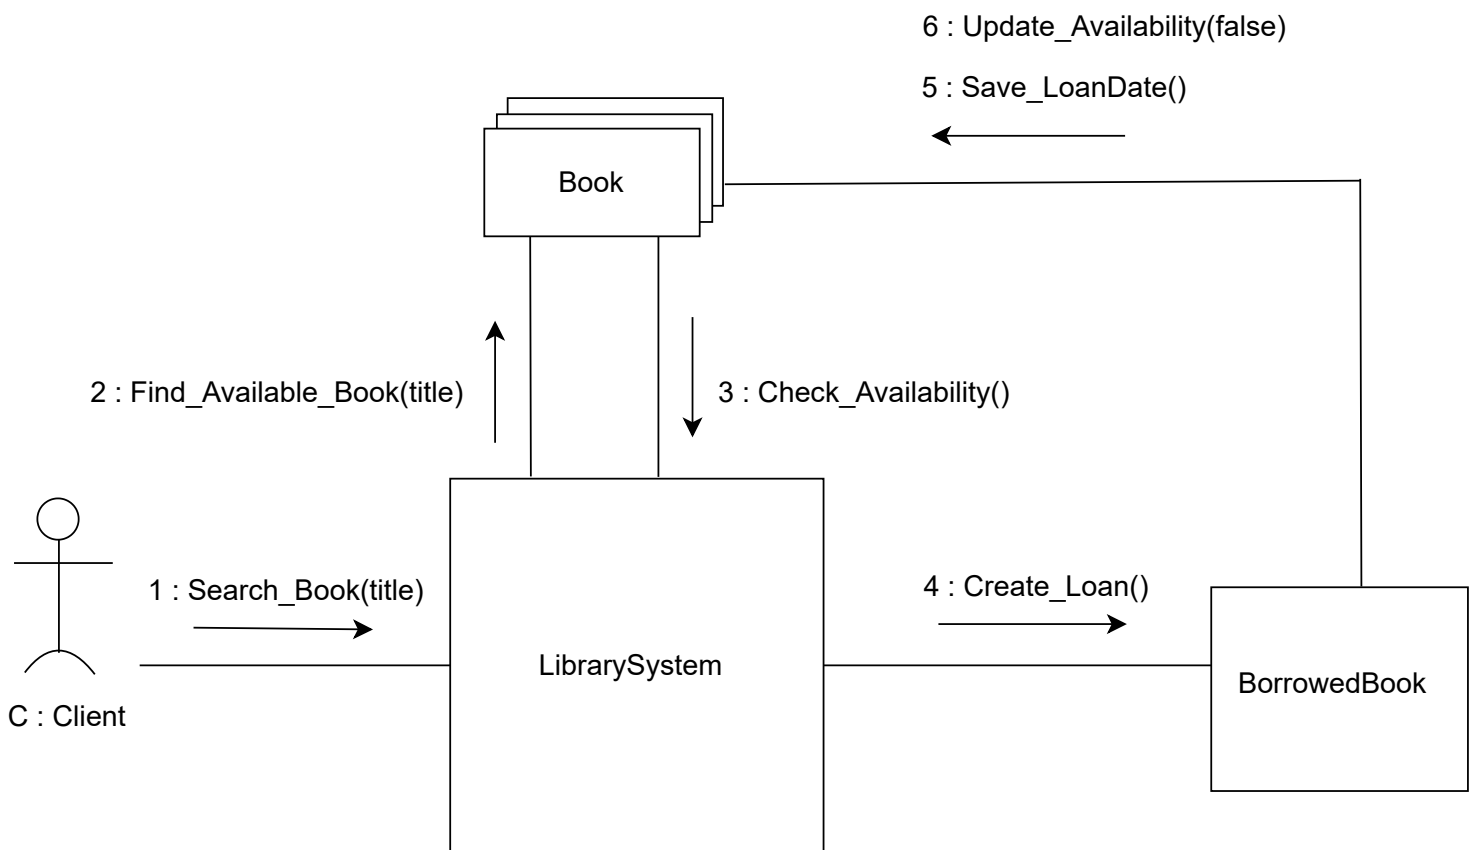 6 : Update_Availability(false)
5 : Save_LoanDate()
Book
2 : Find_Available_Book(title)
3 : Check_Availability()
1 : Search_Book(title)
4 : Create_Loan()
LibrarySystem
BorrowedBook
C : Client